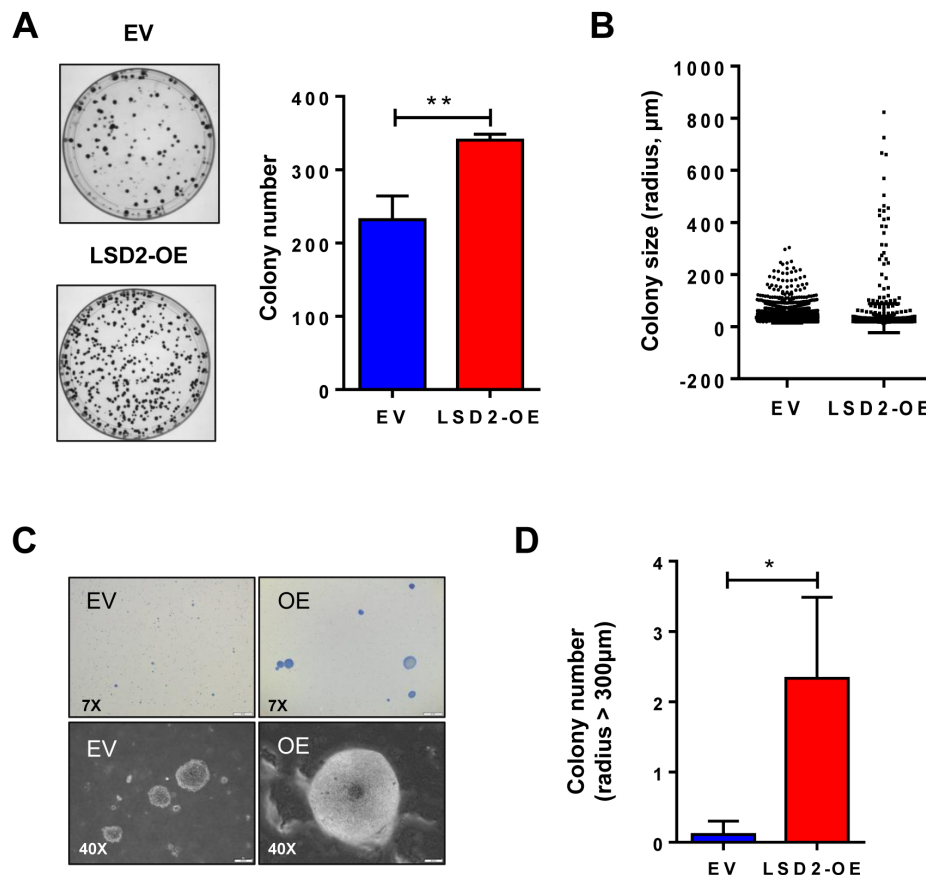 A
EV
LSD2-OE
Colony number
400
300
200
100
0
**
EV LSD2-OE
B
Colony size (radius, µm)
1000
800
600
400
200
0
-200
EV LSD2-OE
C
EV
7X
OE
7X
EV
40X
OE
40X
D
Colony number
(radius > 300µm)
4
3
2
1
0
*
EV LSD2-OE